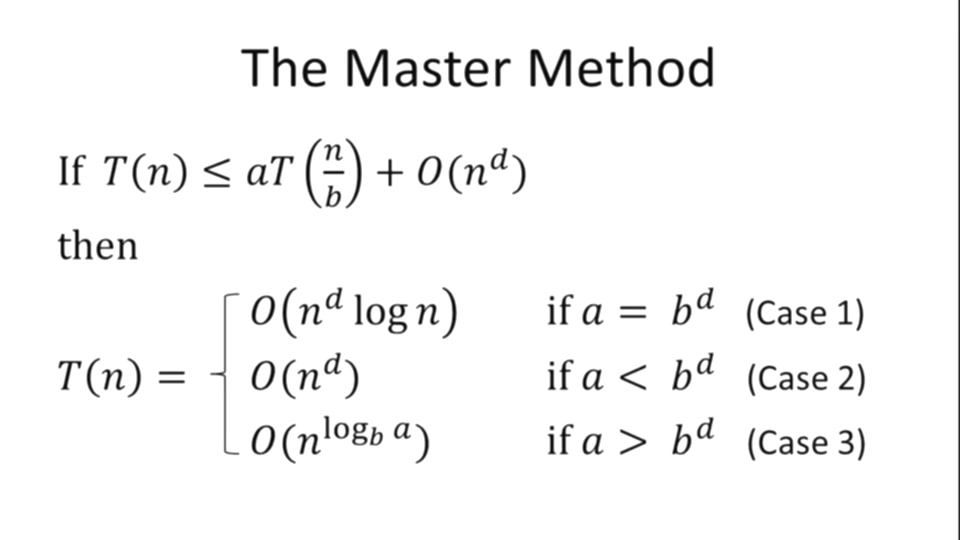 The Master Method
If T(n) ≤ aT(n/b) + O(n^d)
then
T(n) =
O(n^d log n) if a = b^d (Case 1)
O(n^d) if a < b^d (Case 2)
O(n^{log_b a}) if a > b^d (Case 3)